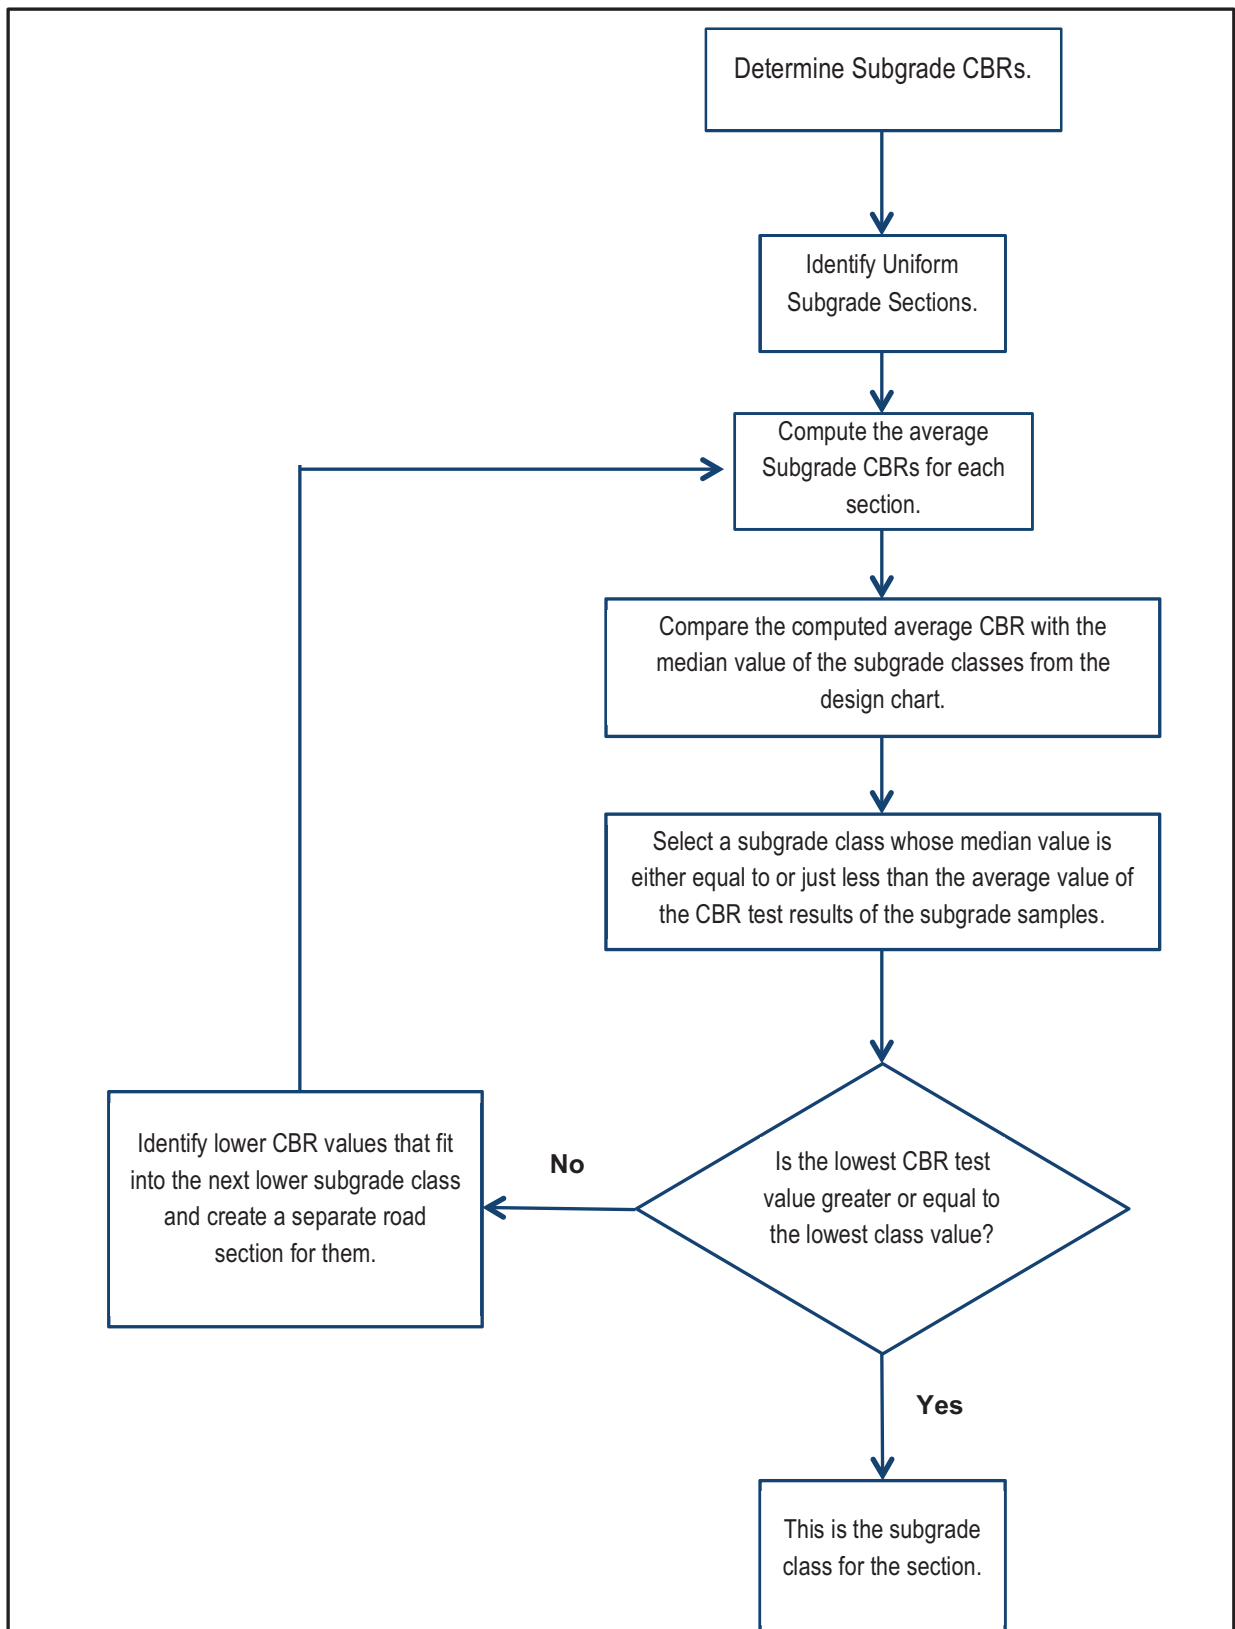 Determine Subgrade CBRs.
Identify Uniform
Subgrade Sections.
Compute the average
Subgrade CBRs for each
section.
Compare the computed average CBR with the
median value of the subgrade classes from the
design chart.
Select a subgrade class whose median value is
either equal to or just less than the average value of
the CBR test results of the subgrade samples.
Is the lowest CBR test
value greater or equal to
the lowest class value?
No
Identify lower CBR values that fit
into the next lower subgrade class
and create a separate road
section for them.
Yes
This is the subgrade
class for the section.